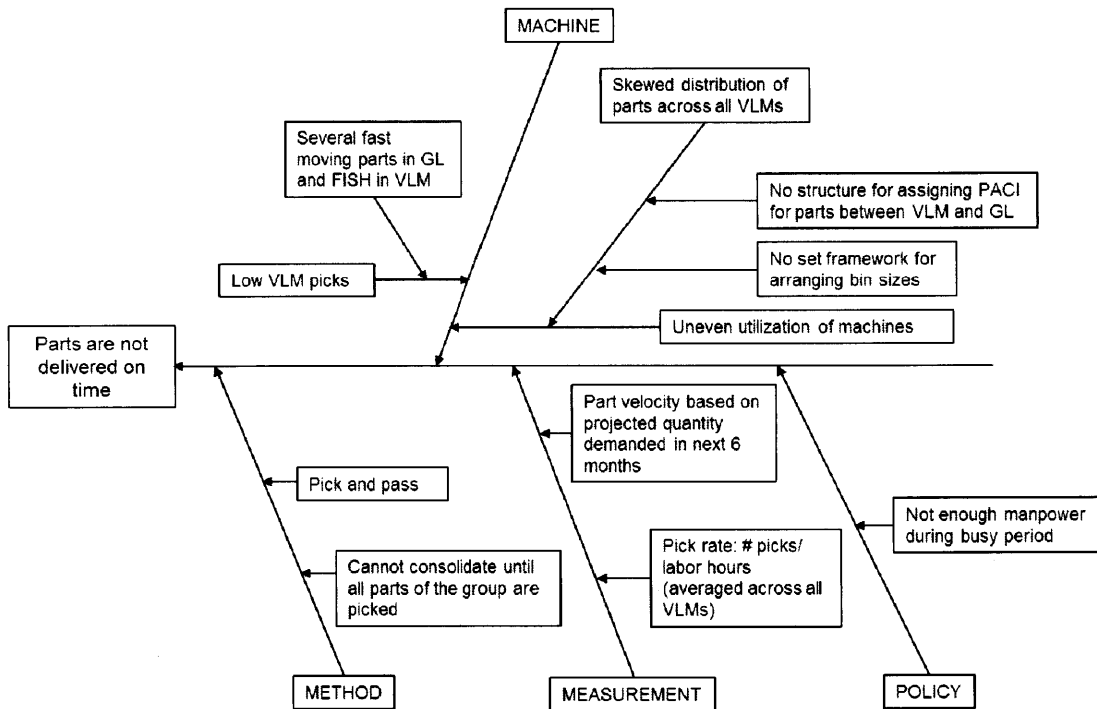 MACHINE
Skewed distribution of
parts across all VLMs
Several fast
moving parts in GL
and FISH in VLM
No structure for assigning PACI
for parts between VLM and GL
No set framework for
arranging bin sizes
Low VLM picks
Uneven utilization of machines
Parts are not
delivered on
time
Part velocity based on
projected quantity
demanded in next 6
months
Pick and pass
Not enough manpower
during busy period
Pick rate: # picks/
labor hours
(averaged across all
VLMs)
Cannot consolidate until
all parts of the group are
picked
METHOD
MEASUREMENT
POLICY